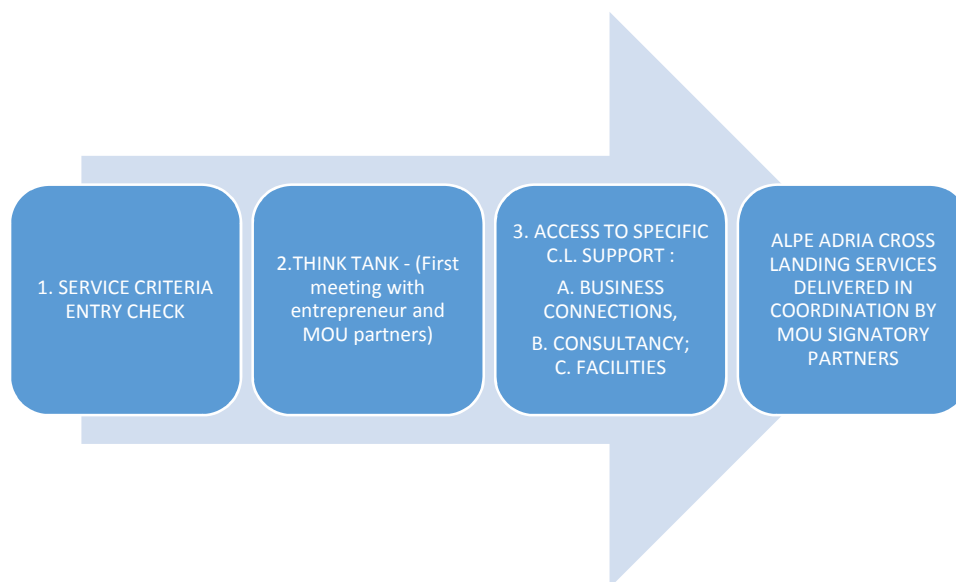 1. SERVICE CRITERIA
ENTRY CHECK
2.THINK TANK - (First
meeting with
entrepreneur and
MOU partners)
3. ACCESS TO SPECIFIC
C.L. SUPPORT :
A. BUSINESS
CONNECTIONS,
B. CONSULTANCY;
C. FACILITIES
ALPE ADRIA CROSS
LANDING SERVICES
DELIVERED IN
COORDINATION BY
MOU SIGNATORY
PARTNERS